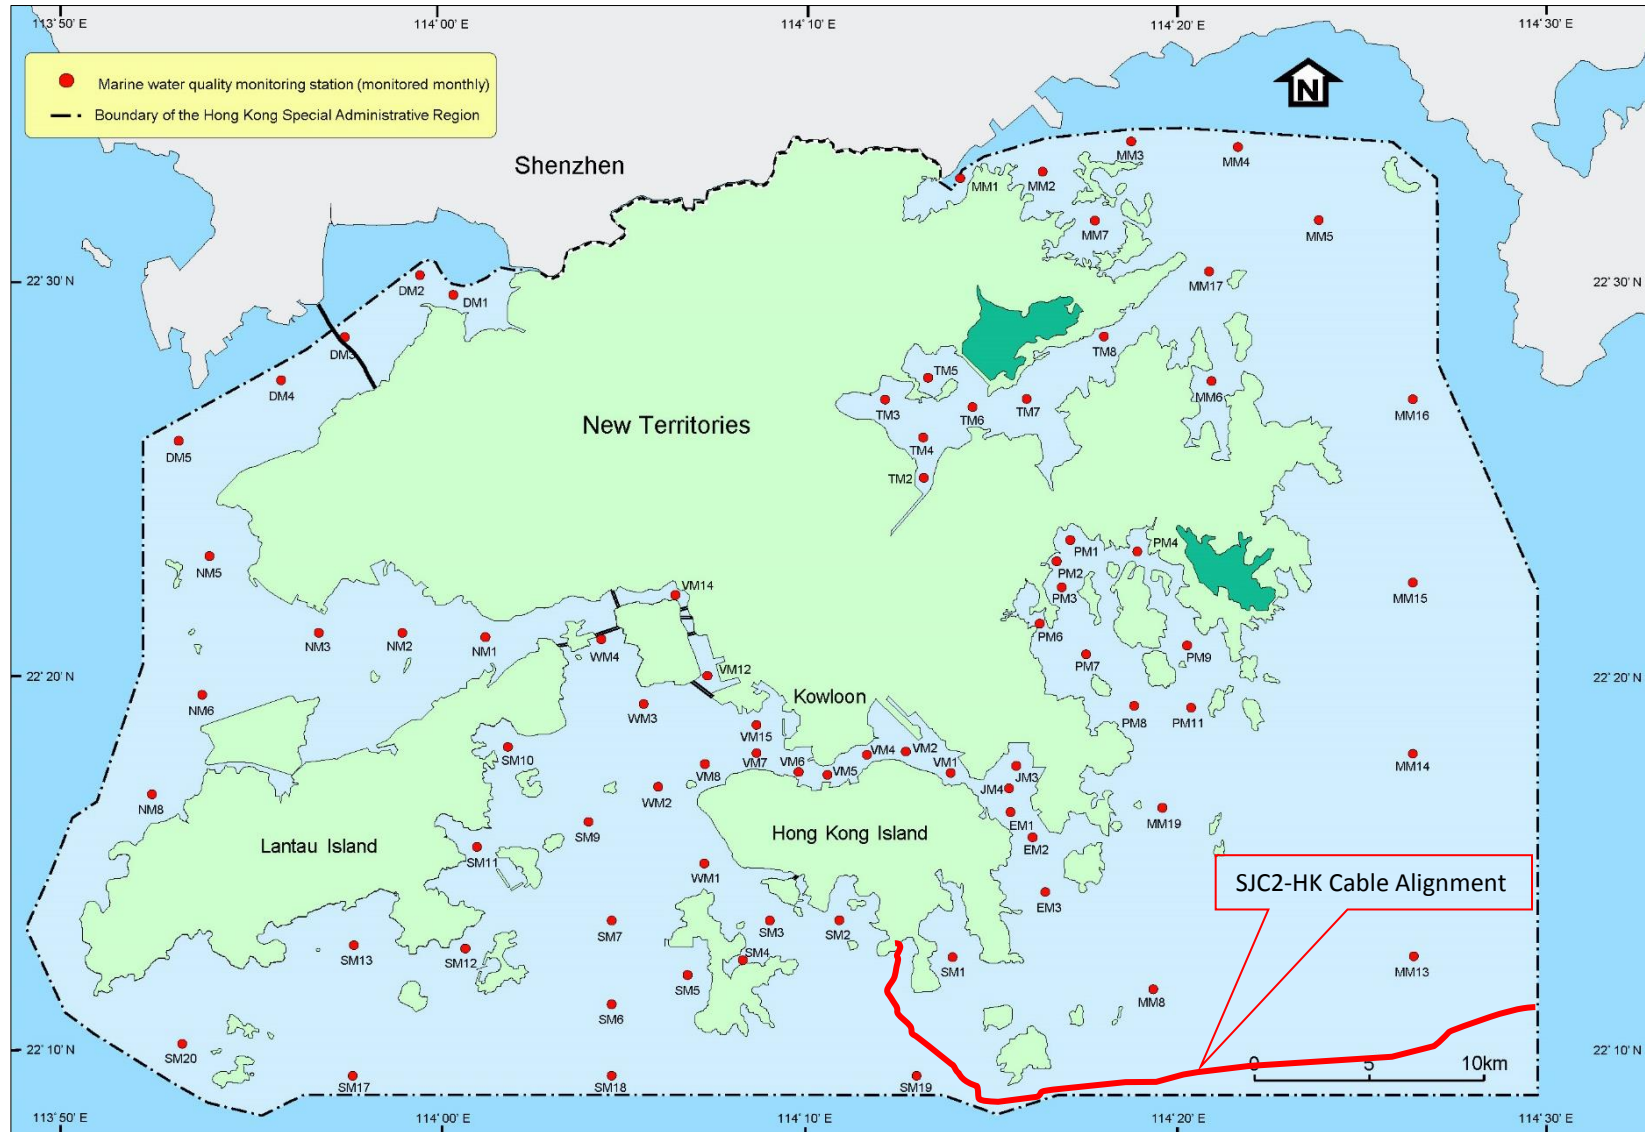 113°50' E
114°00' E
114°10' E
114°20' E
114°30' E
Marine water quality monitoring station (monitored monthly)
Boundary of the Hong Kong Special Administrative Region
N
Shenzhen
MM1
MM2
MM3
MM4
MM7
MM5
22°30' N
DM2
DM1
MM17
22°30' N
DM3
TM8
DM4
TM5
TM3
TM6
TM7
MM6
MM16
New Territories
DM5
TM4
TM2
NM5
PM1
PM4
PM2
PM3
MM15
VM14
PM6
NM3
NM2
NM1
WM4
PM7
PM9
22°20' N
VM12
22°20' N
NM6
Kowloon
WM3
PM8
PM11
VM15
SM10
VM7
VM4
VM2
MM14
VM8
VM6
VM5
VM1
JM3
NM8
WM2
JM4
MM19
SM9
EM1
Hong Kong Island
Lantau Island
SM11
EM2
WM1
SJC2-HK Cable Alignment
EM3
SM7
SM3
SM2
SM13
SM12
SM4
SM1
MM13
SM5
MM8
SM6
22°10' N
SM20
22°10' N
0
5
10km
SM17
SM18
SM19
113°50' E
114°00' E
114°10' E
114°20' E
114°30' E